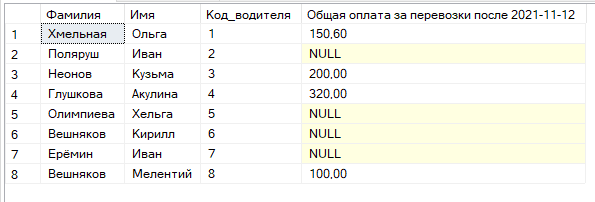 Фамилия Имя Код_водителя Общая оплата за перевозки после 2021-11-12
1 Хмельная Ольга 1 150,60
2 Поляруш Иван 2 NULL
3 Неонов Кузьма 3 200,00
4 Глушкова Акулина 4 320,00
5 Олимпиева Хельга 5 NULL
6 Вешняков Кирилл 6 NULL
7 Ерёмин Иван 7 NULL
8 Вешняков Мелентий 8 100,00